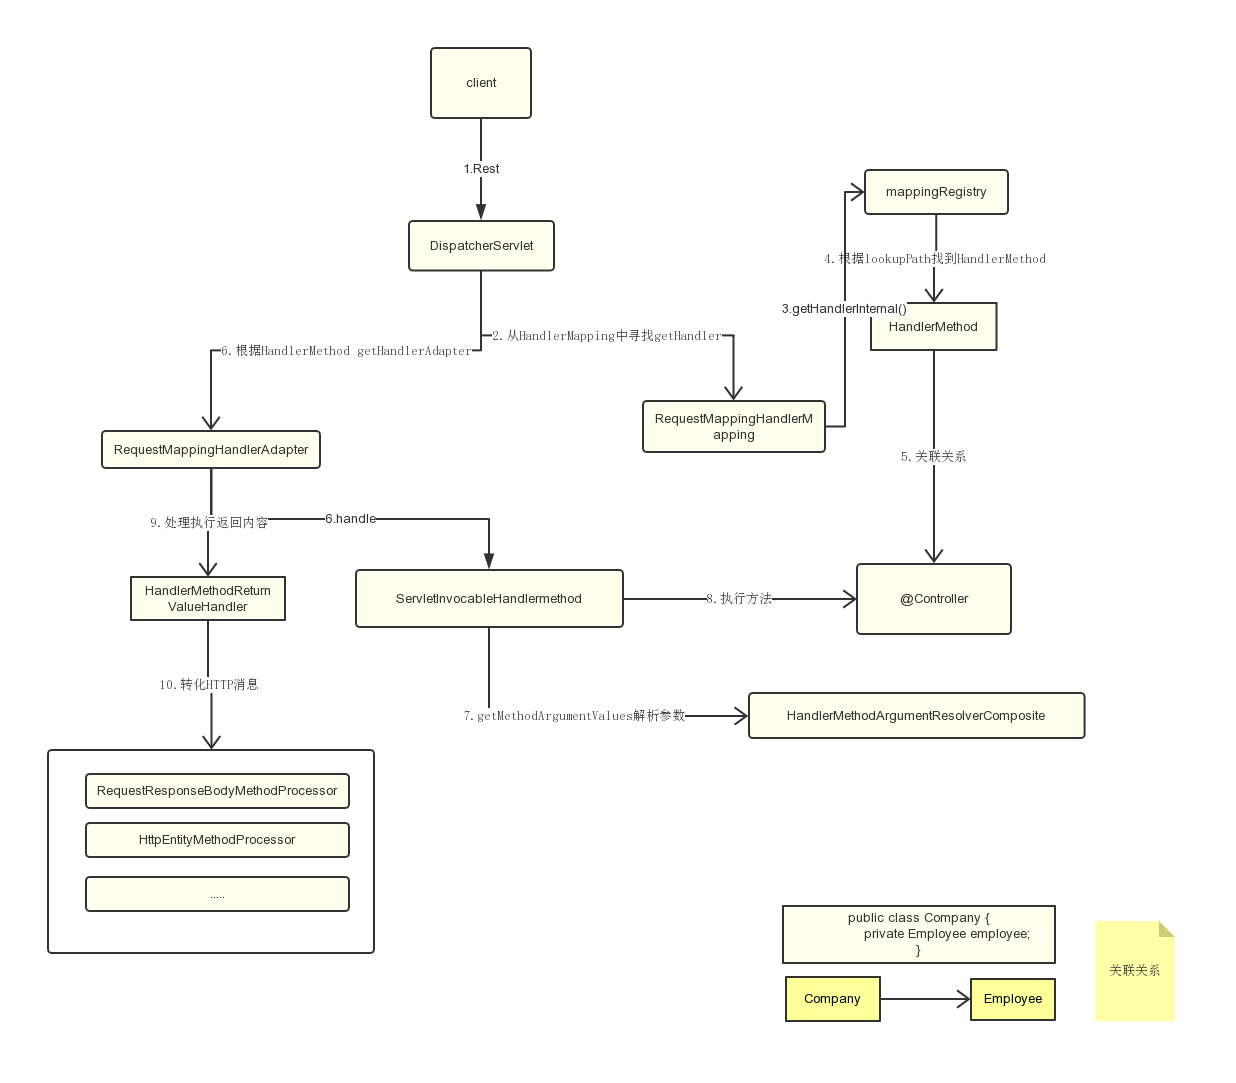 client
1.Rest
DispatcherServlet
mappingRegistry
4.根据lookupPath找到HandlerMethod
3.getHandlerInternal()
HandlerMethod
2.从HandlerMapping中寻找getHandler
6.根据HandlerMethod getHandlerAdapter
RequestMappingHandlerM
apping
RequestMappingHandlerAdapter
5.关联关系
9.处理执行返回内容
6.handle
HandlerMethodReturn
ValueHandler
ServletInvocableHandlermethod
8.执行方法
@Controller
10.转化HTTP消息
7.getMethodArgumentValues解析参数
HandlerMethodArgumentResolverComposite
RequestResponseBodyMethodProcessor
HttpEntityMethodProcessor
.....
public class Company {
private Employee employee;
}
Company
Employee
关联关系